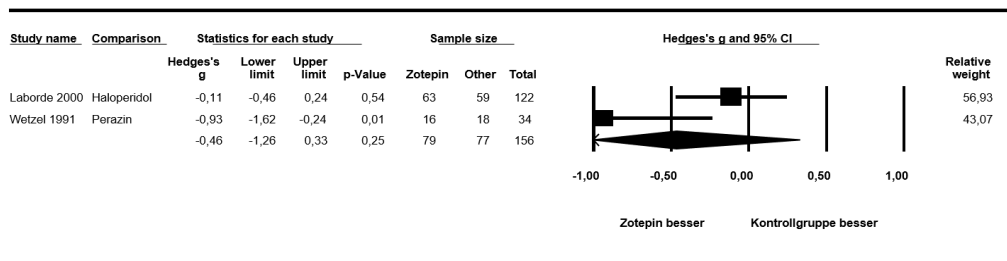 Study name Comparison Statistics for each study Sample size Hedges's g and 95% CI
Hedges's g Lower limit Upper limit p-Value Zotepin Other Total Relative weight
Laborde 2000 Haloperidol -0,11 -0,46 0,24 0,54 63 59 122 56,93
Wetzel 1991 Perazin -0,93 -1,62 -0,24 0,01 16 18 34 43,07
-0,46 -1,26 0,33 0,25 79 77 156
-1,00 -0,50 0,00 0,50 1,00
Zotepin besser Kontrollgruppe besser